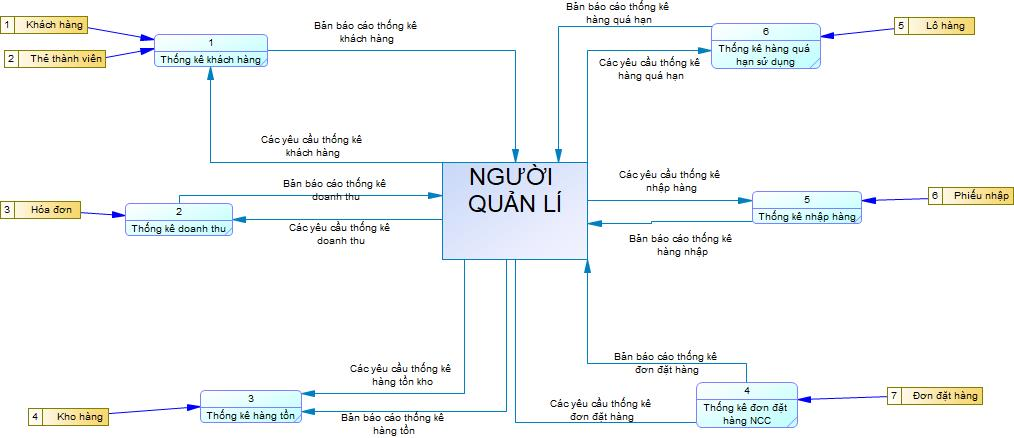 1 Khách hàng
2 Thẻ thành viên
1
Thống kê khách hàng
Bản báo cáo thống kê
khách hàng
Bản báo cáo thống kê
hàng quá hạn
6
Thống kê hàng quá
hạn sử dụng
5 Lô hàng
Các yêu cầu thống kê
hàng quá hạn
Các yêu cầu thống kê
khách hàng
NGƯỜI
QUẢN LÍ
Bản báo cáo thống kê
doanh thu
3 Hóa đơn
2
Thống kê doanh thu
Các yêu cầu thống kê
doanh thu
Các yêu cầu thống kê
nhập hàng
5
Thống kê nhập hàng
6 Phiếu nhập
Bản báo cáo thống kê
hàng nhập
Các yêu cầu thống kê
hàng tồn kho
3
Thống kê hàng tồn
4 Kho hàng
Bản báo cáo thống kê
hàng tồn
Bản báo cáo thống kê
đơn đặt hàng
Các yêu cầu thống kê
đơn đặt hàng
4
Thống kê đơn đặt
hàng NCC
7 Đơn đặt hàng